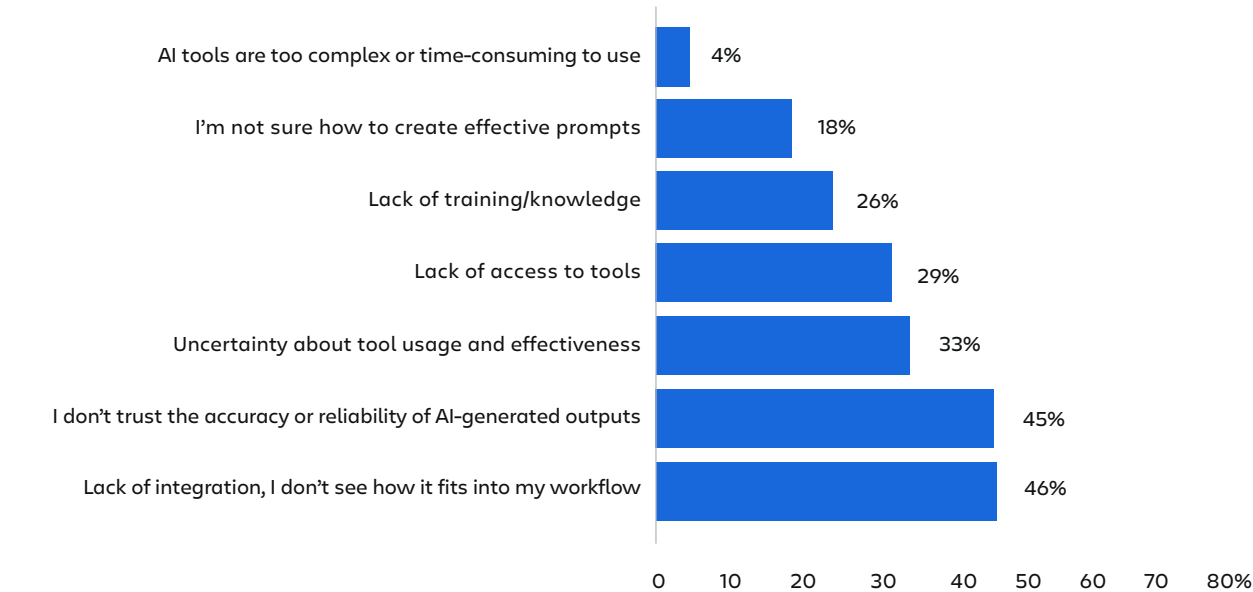 AI tools are too complex or time-consuming to use 4%
I’m not sure how to create effective prompts 18%
Lack of training/knowledge 26%
Lack of access to tools 29%
Uncertainty about tool usage and effectiveness 33%
I don’t trust the accuracy or reliability of AI-generated outputs 45%
Lack of integration, I don’t see how it fits into my workflow 46%
0 10 20 30 40 50 60 70 80%